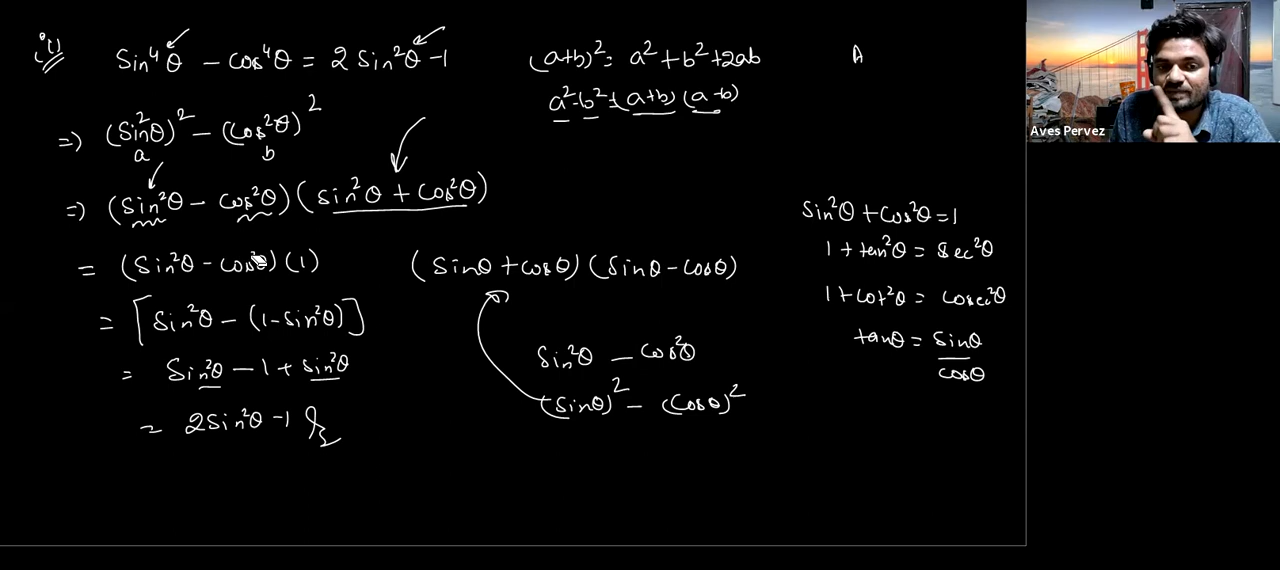 ii)
Sin⁴θ - cos⁴θ = 2 Sin²θ - 1
=) (Sin²θ)² - (Cos²θ)²
a b
=) (Sin²θ - Cos²θ) (Sin²θ + Cos²θ)
= (Sin²θ - cos²θ) (1)
= [Sin²θ - (1 - Sin²θ)]
= Sin²θ - 1 + Sin²θ
= 2Sin²θ - 1
(a+b)² = a² + b² + 2ab
a² - b² = (a+b) (a-b)
(Sinθ + cosθ) (Sinθ - cosθ)
Sin²θ - Cos²θ
(Sinθ)² - (Cosθ)²
A
Sin²θ + Cos²θ = 1
1 + tan²θ = Sec²θ
1 + Cot²θ = Cosec²θ
tanθ = Sinθ
Cosθ
Aves Pervez